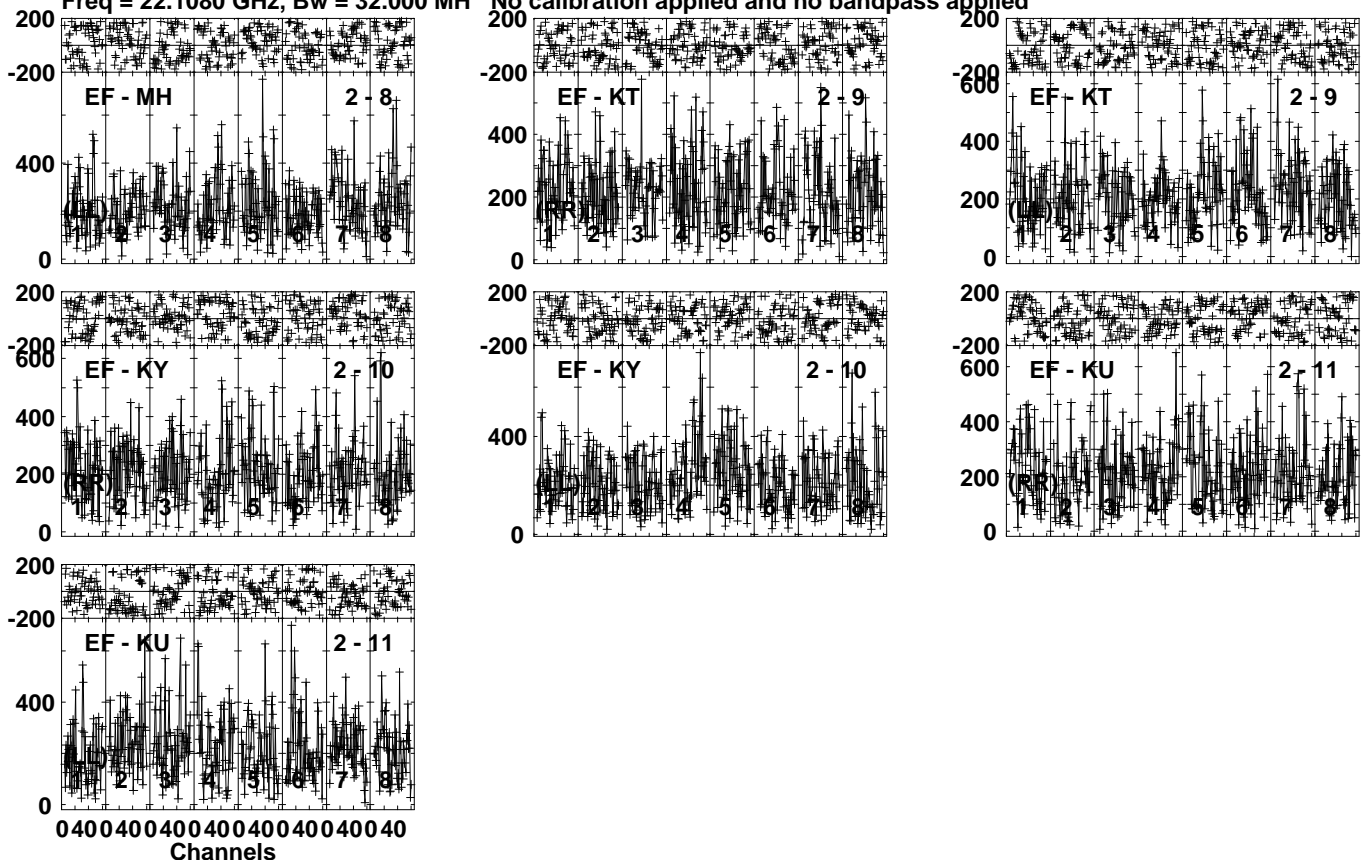 Freq = 22.1080 GHz, Bw = 32.000 MH No calibration applied and no bandpass applied
200 200 200
-200 -200 -200
600
EF - MH 2 - 8 EF - KT 2 - 9 EF - KT 2 - 9
400 400 400
200 200
(LL) (RR) (LL)
1 2 3 4 5 6 7 8 1 2 3 4 5 6 7 8 1 2 3 4 5 6 7 8
0 0 0
200 200 200
-200 -200 -200
600 600
EF - KY 2 - 10 EF - KY 2 - 10 EF - KU 2 - 11
400 400 400
200 200
(RR) (LL) (RR)
1 2 3 4 5 6 7 8 1 2 3 4 5 6 7 8 1 2 3 4 5 6 7 8
0 0 0
200
-200
EF - KU 2 - 11
400
(LL)
1 2 3 4 5 6 7 8
0
0 40 0 40 0 40 0 40 0 40 0 40 0 40 0 40
Channels